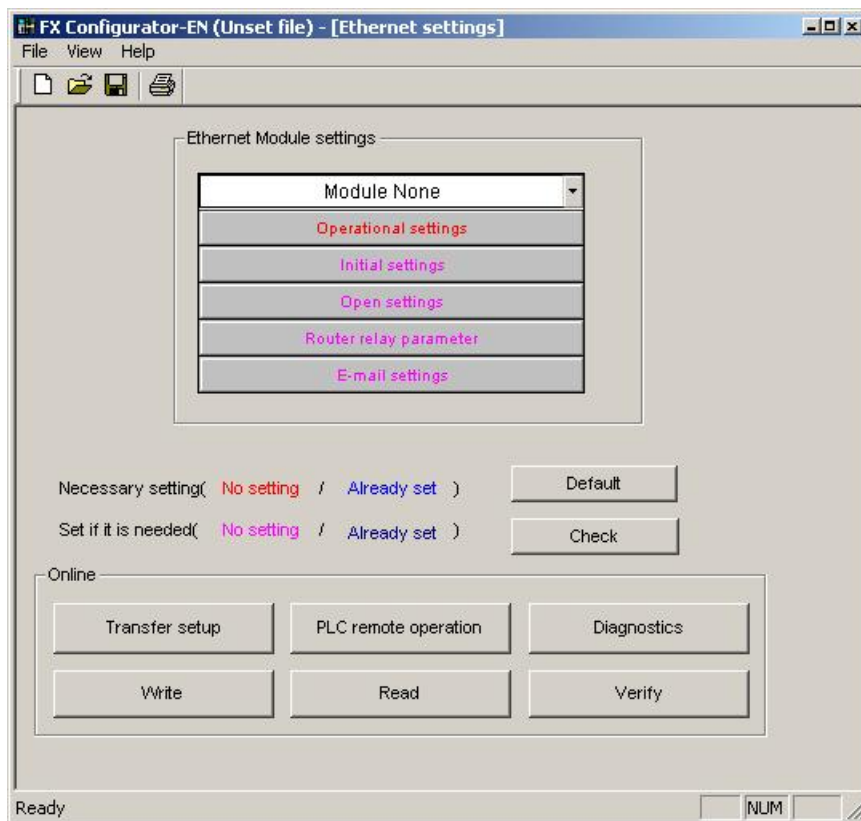 FX Configurator-EN (Unset file) - [Ethernet settings]
File View Help
Ethernet Module settings
Module None
Operational settings
Initial settings
Open settings
Router relay parameter
E-mail settings
Necessary setting( No setting / Already set )
Default
Set if it is needed( No setting / Already set )
Check
Online
Transfer setup PLC remote operation Diagnostics
Write Read Verify
Ready NUM